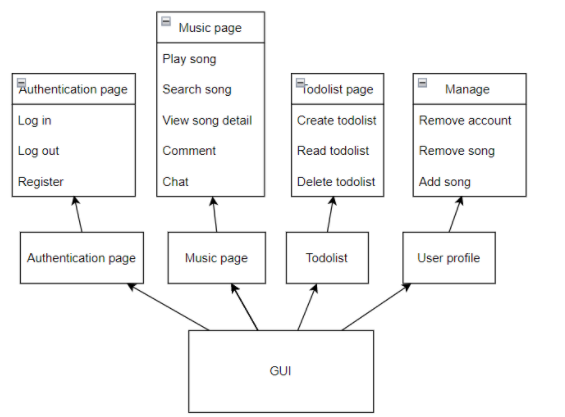 Music page
Play song
Search song
View song detail
Comment
Chat
Authentication page
Log in
Log out
Register
Todolist page
Create todolist
Read todolist
Delete todolist
Manage
Remove account
Remove song
Add song
Authentication page
Music page
Todolist
User profile
GUI